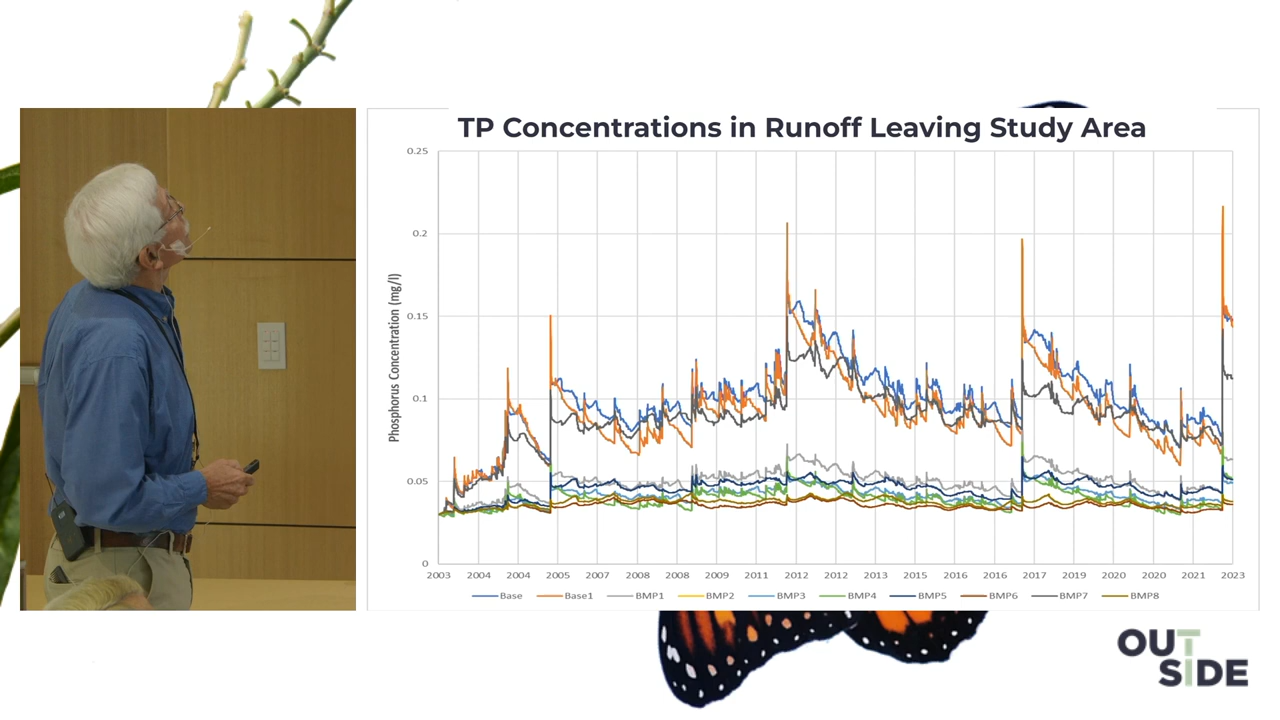 TP Concentrations in Runoff Leaving Study Area
0.25
0.2
0.15
0.1
0.05
0
Phosphorus Concentration (mg/l)
2003 2004 2004 2005 2007 2008 2008 2009 2011 2012 2012 2013 2015 2016 2016 2017 2019 2020 2020 2021 2023
Base Base1 BMP1 BMP2 BMP3 BMP4 BMP5 BMP6 BMP7 BMP8
OUT
SIDE